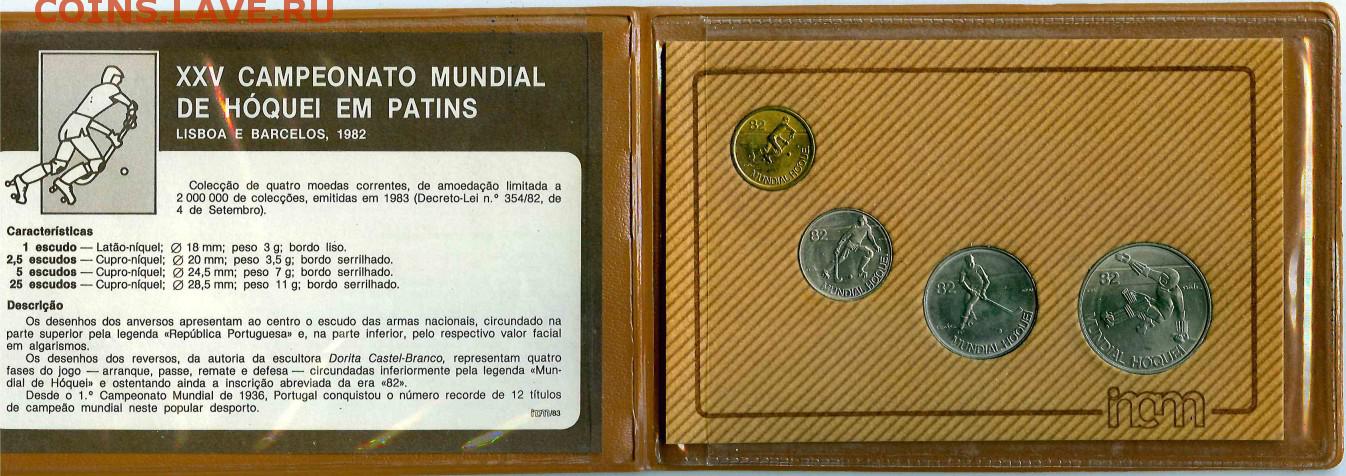 COINS.LAVE.RU
XXV CAMPEONATO MUNDIAL
DE HÓQUEI EM PATINS
LISBOA E BARCELOS, 1982
Colecção de quatro moedas correntes, de amoedação limitada a
2 000 000 de colecções, emitidas em 1983 (Decreto-Lei n.º 354/82, de
4 de Setembro).
Características
1 escudo — Latão-níquel; ∅ 18 mm; peso 3 g; bordo liso.
2,5 escudos — Cupro-níquel; ∅ 20 mm; peso 3,5 g; bordo serrilhado.
5 escudos — Cupro-níquel; ∅ 24,5 mm; peso 7 g; bordo serrilhado.
25 escudos — Cupro-níquel; ∅ 28,5 mm; peso 11 g; bordo serrilhado.
Descrição
Os desenhos dos anversos apresentam ao centro o escudo das armas nacionais, circundado na
parte superior pela legenda «República Portuguesa» e, na parte inferior, pelo respectivo valor facial
em algarismos.
Os desenhos dos reversos, da autoria da escultora Dorita Castel-Branco, representam quatro
fases do jogo — arranque, passe, remate e defesa — circundadas inferiormente pela legenda «Mun-
dial de Hóquei» e ostentando ainda a inscrição abreviada da era «82».
Desde o 1.º Campeonato Mundial de 1936, Portugal conquistou o número recorde de 12 títulos
de campeão mundial neste popular desporto.
incm/83
82
MUNDIAL HÓQUEI
82
MUNDIAL HÓQUEI
82
MUNDIAL HÓQUEI
82
MUNDIAL HÓQUEI
incm